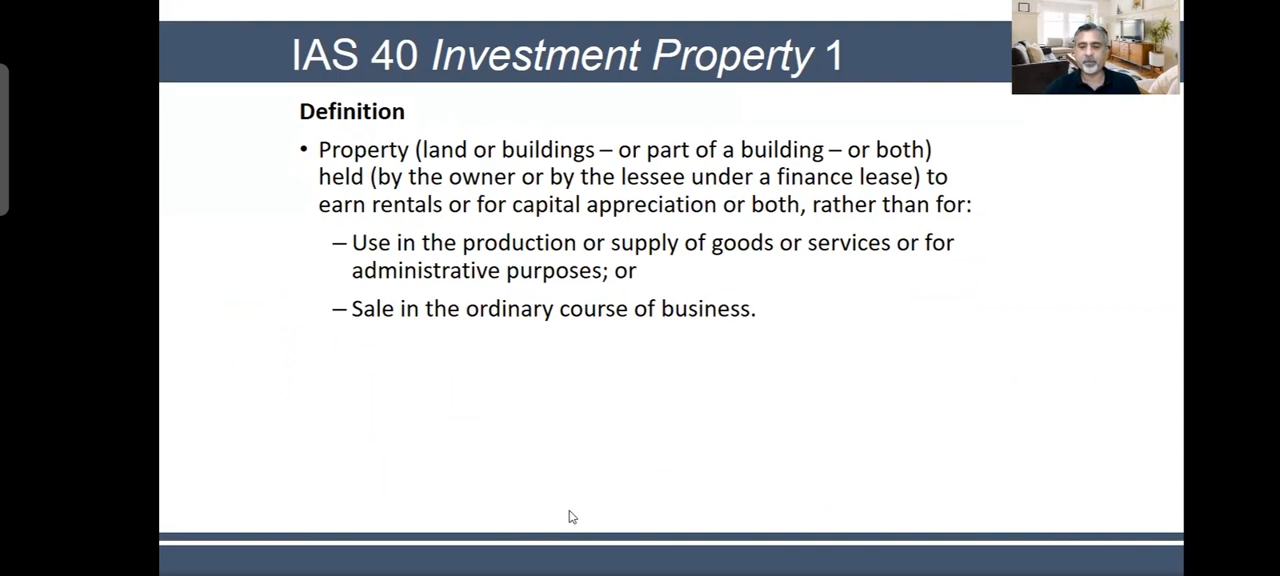 IAS 40 Investment Property 1
Definition
• Property (land or buildings – or part of a building – or both)
held (by the owner or by the lessee under a finance lease) to
earn rentals or for capital appreciation or both, rather than for:
– Use in the production or supply of goods or services or for
administrative purposes; or
– Sale in the ordinary course of business.